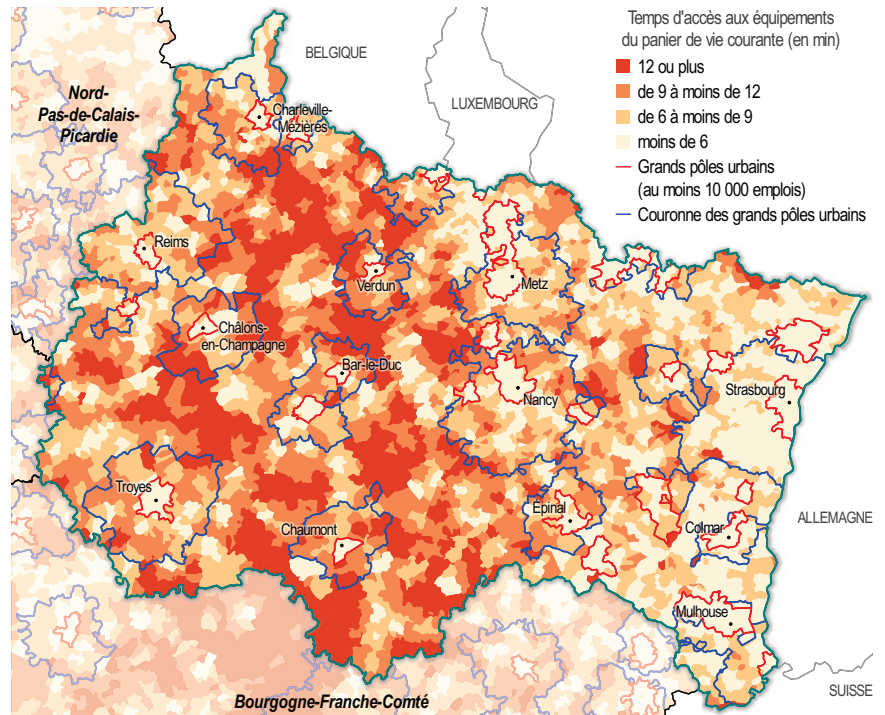 Temps d'accès aux équipements
du panier de vie courante (en min)
12 ou plus
de 9 à moins de 12
de 6 à moins de 9
moins de 6
Grands pôles urbains
(au moins 10 000 emplois)
Couronne des grands pôles urbains
BELGIQUE
LUXEMBOURG
Nord-
Pas-de-Calais-
Picardie
Charleville-
Mézières
Reims
Verdun
Metz
Châlons-
en-Champagne
Bar-le-Duc
Nancy
Strasbourg
Troyes
Épinal
Chaumont
Colmar
ALLEMAGNE
Mulhouse
SUISSE
Bourgogne-Franche-Comté